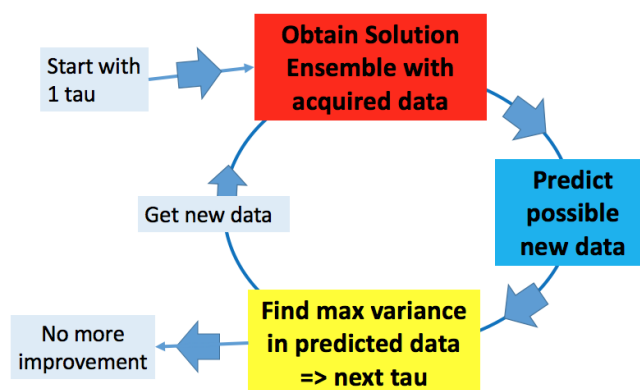 Start with
1 tau
Obtain Solution
Ensemble with
acquired data
Predict
possible
new data
Find max variance
in predicted data
=> next tau
Get new data
No more
improvement